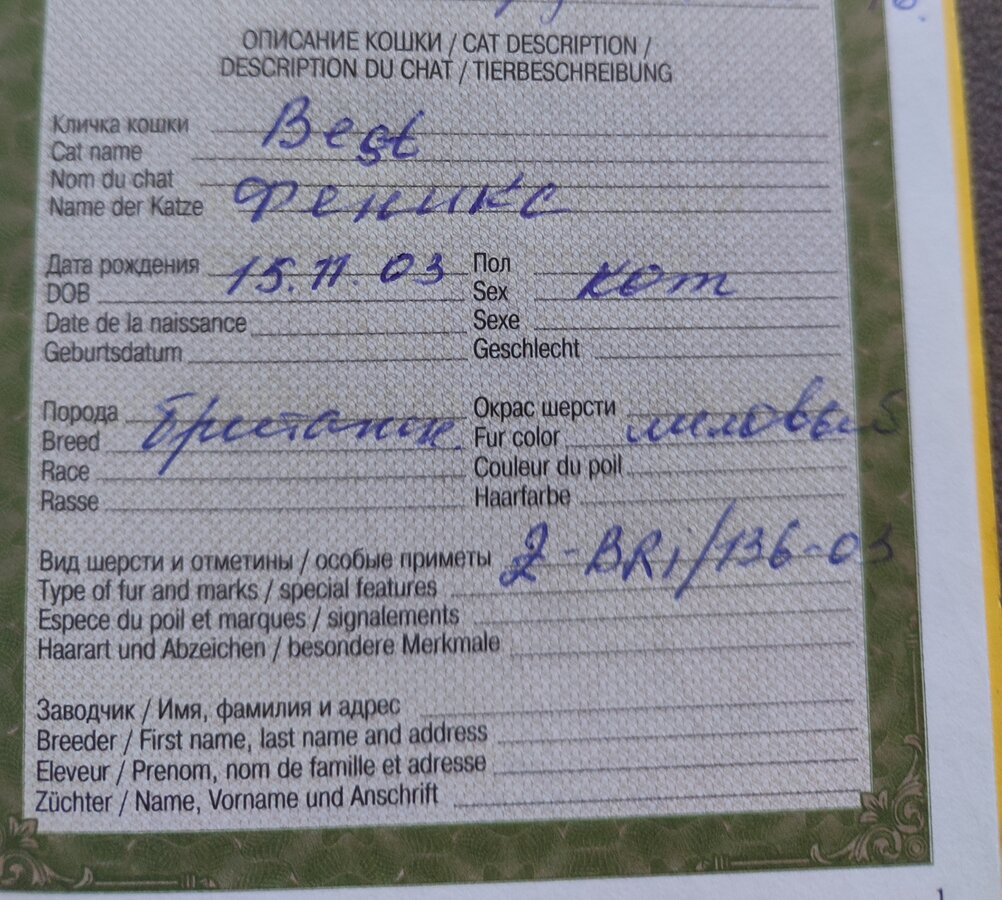 ОПИСАНИЕ КОШКИ / CAT DESCRIPTION /
DESCRIPTION DU CHAT / TIERBESCHREIBUNG
Кличка кошки Best
Cat name
Nom du chat
Name der Katze Феникс
Дата рождения 15.11.03
DOB
Date de la naissance
Geburtsdatum
Пол
Sex кот
Sexe
Geschlecht
Порода Британск.
Breed
Race
Rasse
Окрас шерсти
Fur color лиловый
Couleur du poil
Haarfarbe
Вид шерсти и отметины / особые приметы 2-BRi/136-03
Type of fur and marks / special features
Espece du poil et marques / signalements
Haarart und Abzeichen / besondere Merkmale
Заводчик / Имя, фамилия и адрес
Breeder / First name, last name and address
Eleveur / Prenom, nom de famille et adresse
Züchter / Name, Vorname und Anschrift
1